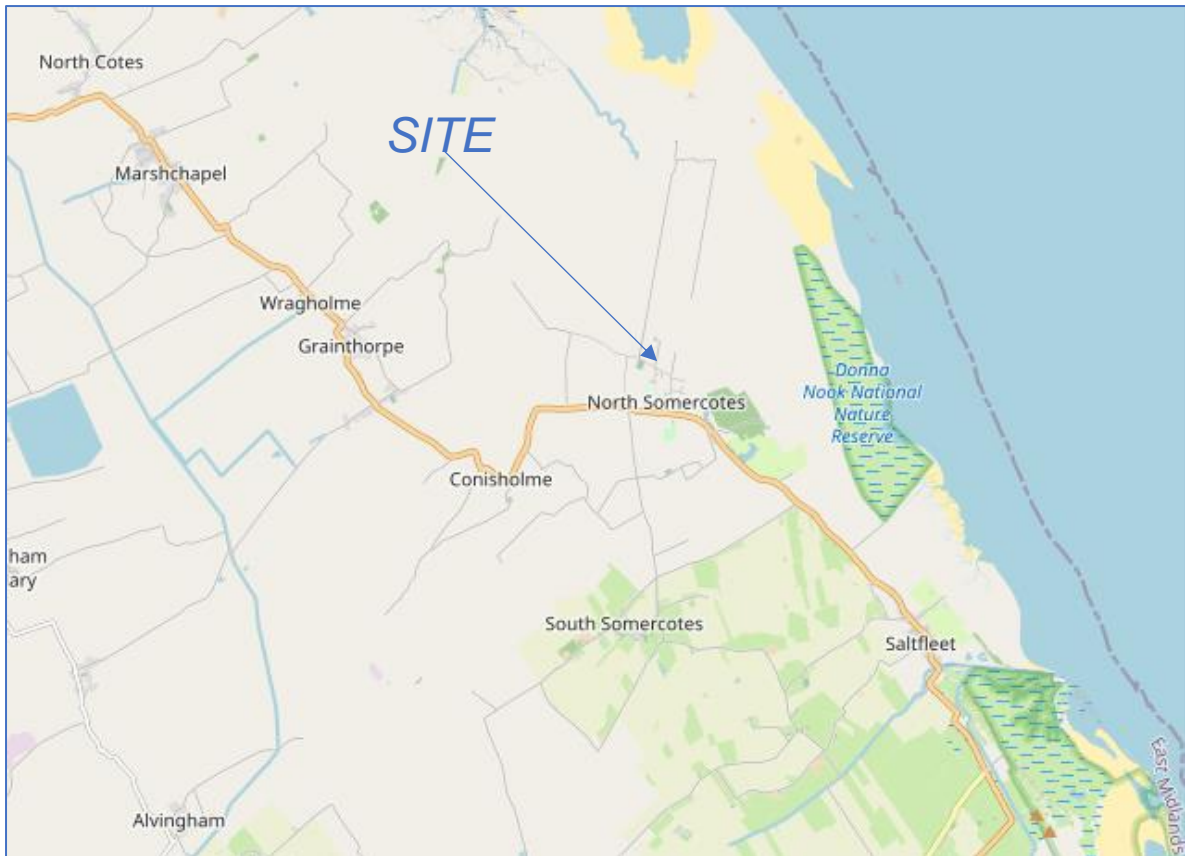 North Cotes
SITE
Marshchapel
Wragholme
Grainthorpe
Donna
Nook National
Nature
Reserve
North Somercotes
Conisholme
ham
ary
South Somercotes
Saltfleet
East Midlands
Alvingham